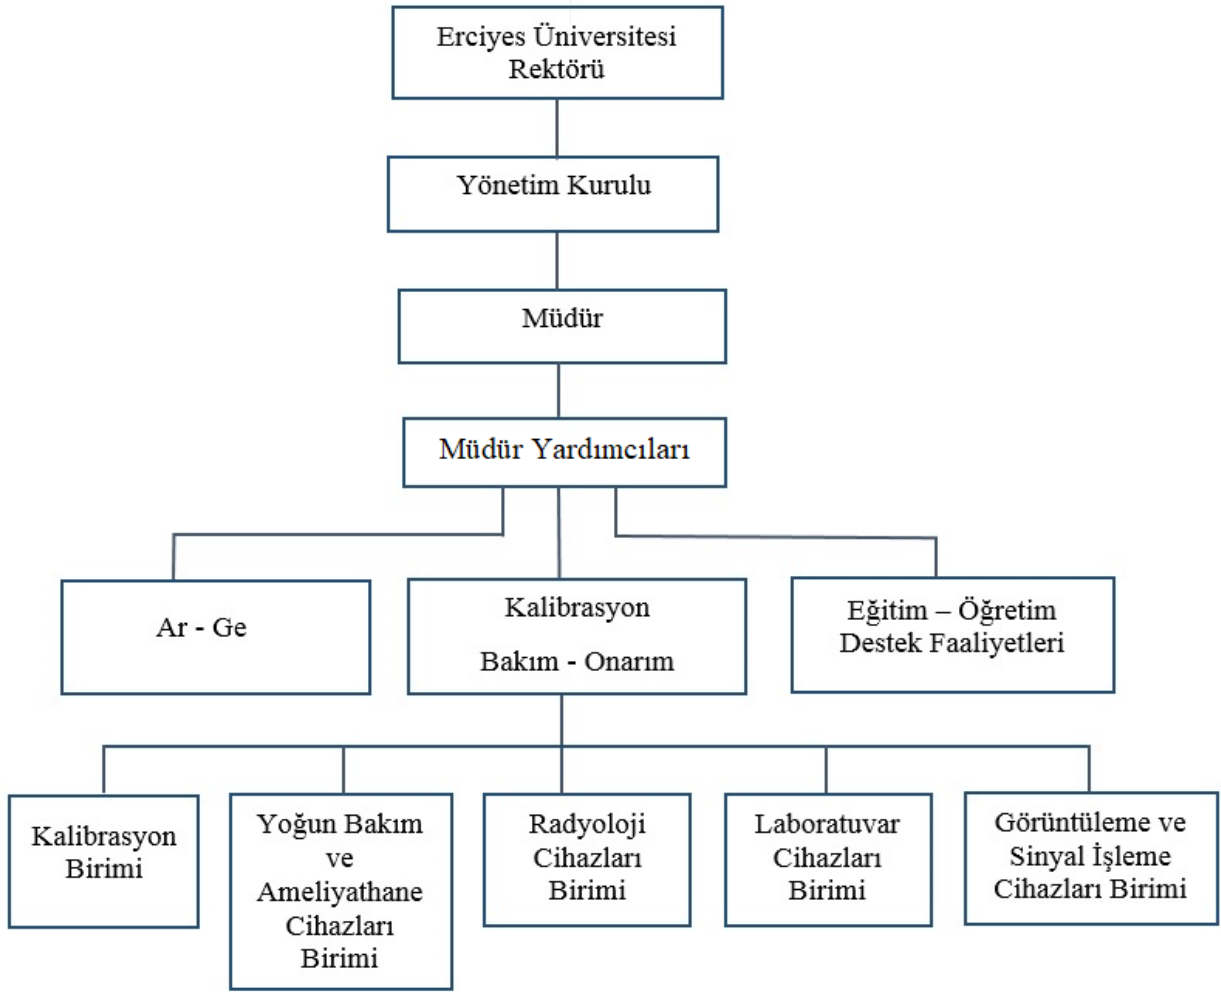 Erciyes Üniversitesi
Rektörü
Yönetim Kurulu
Müdür
Müdür Yardımcıları
Ar - Ge
Kalibrasyon
Bakım - Onarım
Eğitim – Öğretim
Destek Faaliyetleri
Kalibrasyon
Birimi
Yoğun Bakım
ve
Ameliyathane
Cihazları
Birimi
Radyoloji
Cihazları
Birimi
Laboratuvar
Cihazları
Birimi
Görüntüleme ve
Sinyal İşleme
Cihazları Birimi